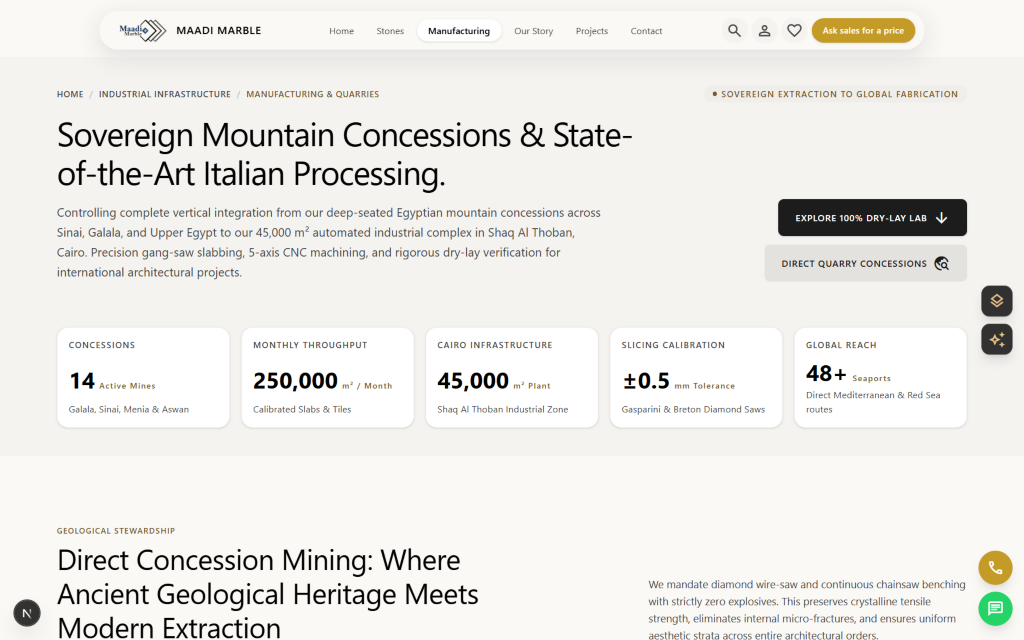 Maadi
Marble
MAADI MARBLE
Home
Stones
Manufacturing
Our Story
Projects
Contact
Ask sales for a price
HOME / INDUSTRIAL INFRASTRUCTURE / MANUFACTURING & QUARRIES
SOVEREIGN EXTRACTION TO GLOBAL FABRICATION
Sovereign Mountain Concessions & State-
of-the-Art Italian Processing.
Controlling complete vertical integration from our deep-seated Egyptian mountain concessions across
Sinai, Galala, and Upper Egypt to our 45,000 m² automated industrial complex in Shaq Al Thoban,
Cairo. Precision gang-saw slabbing, 5-axis CNC machining, and rigorous dry-lay verification for
international architectural projects.
EXPLORE 100% DRY-LAY LAB
DIRECT QUARRY CONCESSIONS
CONCESSIONS
14 Active Mines
Galala, Sinai, Menia & Aswan
MONTHLY THROUGHPUT
250,000 m² / Month
Calibrated Slabs & Tiles
CAIRO INFRASTRUCTURE
45,000 m² Plant
Shaq Al Thoban Industrial Zone
SLICING CALIBRATION
±0.5 mm Tolerance
Gasparini & Breton Diamond Saws
GLOBAL REACH
48+ Seaports
Direct Mediterranean & Red Sea
routes
GEOLOGICAL STEWARDSHIP
Direct Concession Mining: Where
Ancient Geological Heritage Meets
Modern Extraction
We mandate diamond wire-saw and continuous chainsaw benching
with strictly zero explosives. This preserves crystalline tensile
strength, eliminates internal micro-fractures, and ensures uniform
aesthetic strata across entire architectural orders.
N